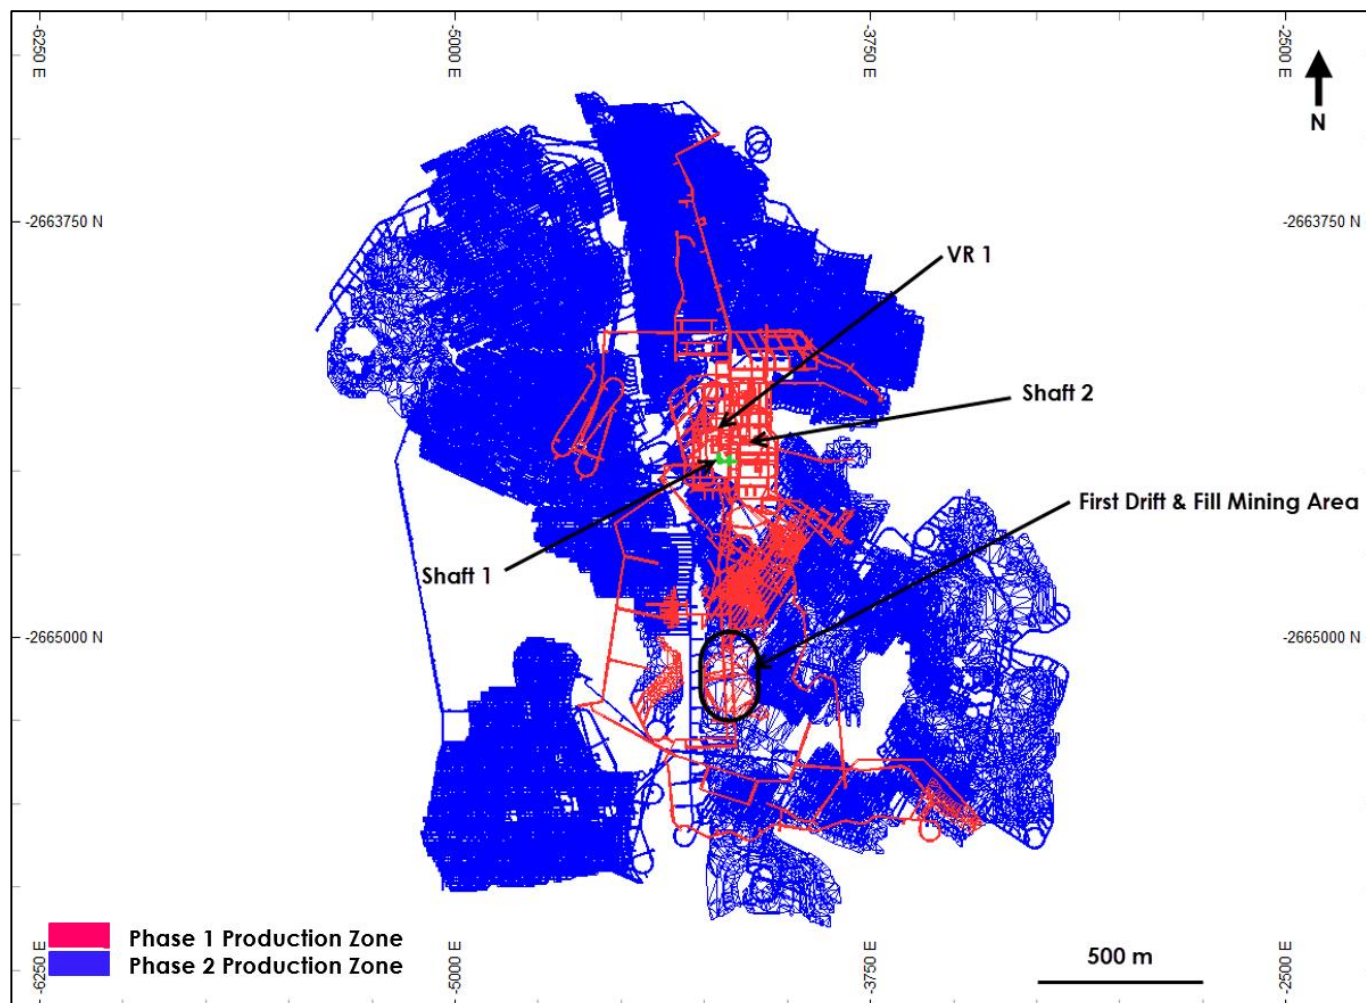 -6250 E
-5000 E
-3750 E
-2500 E
N
-2663750 N
-2663750 N
VR 1
Shaft 2
First Drift & Fill Mining Area
Shaft 1
-2665000 N
-2665000 N
Phase 1 Production Zone
Phase 2 Production Zone
500 m
-6250 E
-5000 E
-3750 E
-2500 E